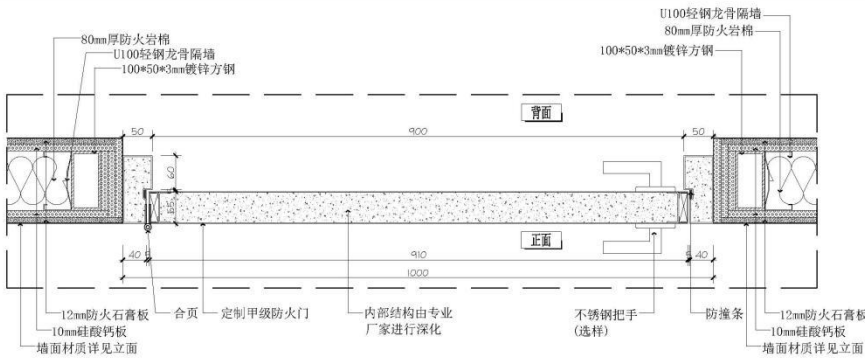 U100轻钢龙骨隔墙
80mm厚防火岩棉
80mm厚防火岩棉
U100轻钢龙骨隔墙
100*50*3mm镀锌方钢
100*50*3mm镀锌方钢
背面
50
900
50
60
55
正面
40
910
40
1000
12mm防火石膏板
合页
定制甲级防火门
内部结构由专业
厂家进行深化
不锈钢把手
(选样)
防撞条
12mm防火石膏板
10mm硅酸钙板
10mm硅酸钙板
墙面材质详见立面
墙面材质详见立面